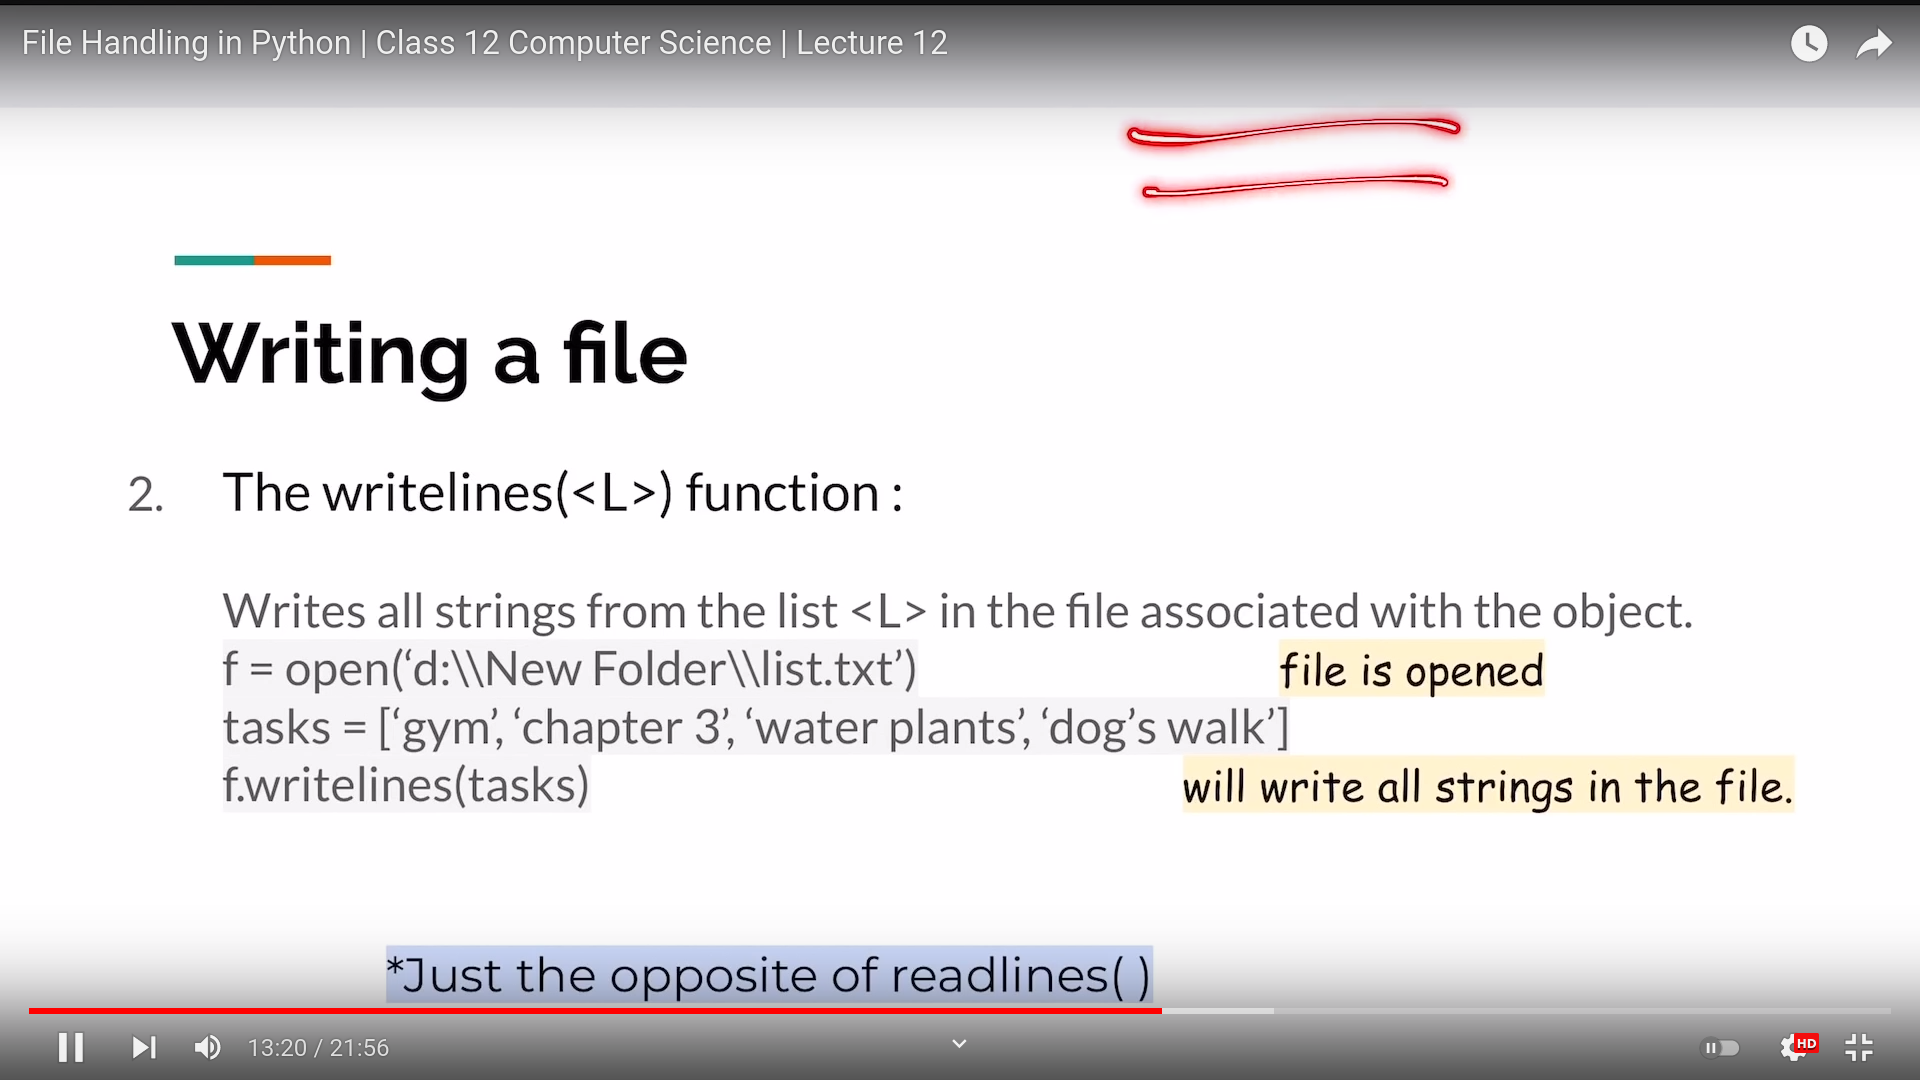 File Handling in Python | Class 12 Computer Science | Lecture 12
Writing a file
2. The writelines(<L>) function :
Writes all strings from the list <L> in the file associated with the object.
f = open(‘d:\\New Folder\\list.txt’) file is opened
tasks = [‘gym’, ‘chapter 3’, ‘water plants’, ‘dog’s walk’]
f.writelines(tasks) will write all strings in the file.
*Just the opposite of readlines( )
13:20 / 21:56 HD